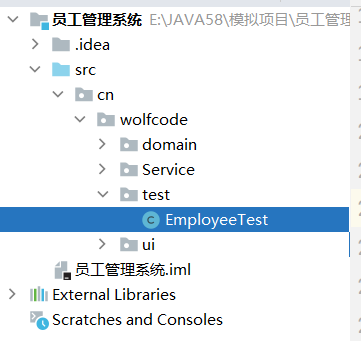 员工管理系统 E:\JAVA58\模拟项目\员工管理
.idea
src
cn
wolfcode
domain
Service
test
EmployeeTest
ui
员工管理系统.iml
External Libraries
Scratches and Consoles